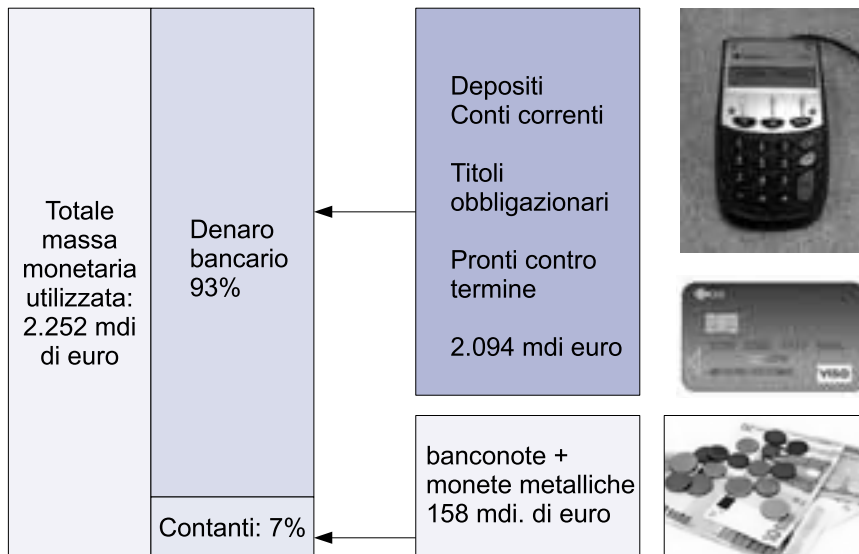 Totale
massa
monetaria
utilizzata:
2.252 mdi
di euro
Denaro
bancario
93%
Contanti: 7%
Depositi
Conti correnti
Titoli
obbligazionari
Pronti contro
termine
2.094 mdi euro
banconote +
monete metalliche
158 mdi. di euro